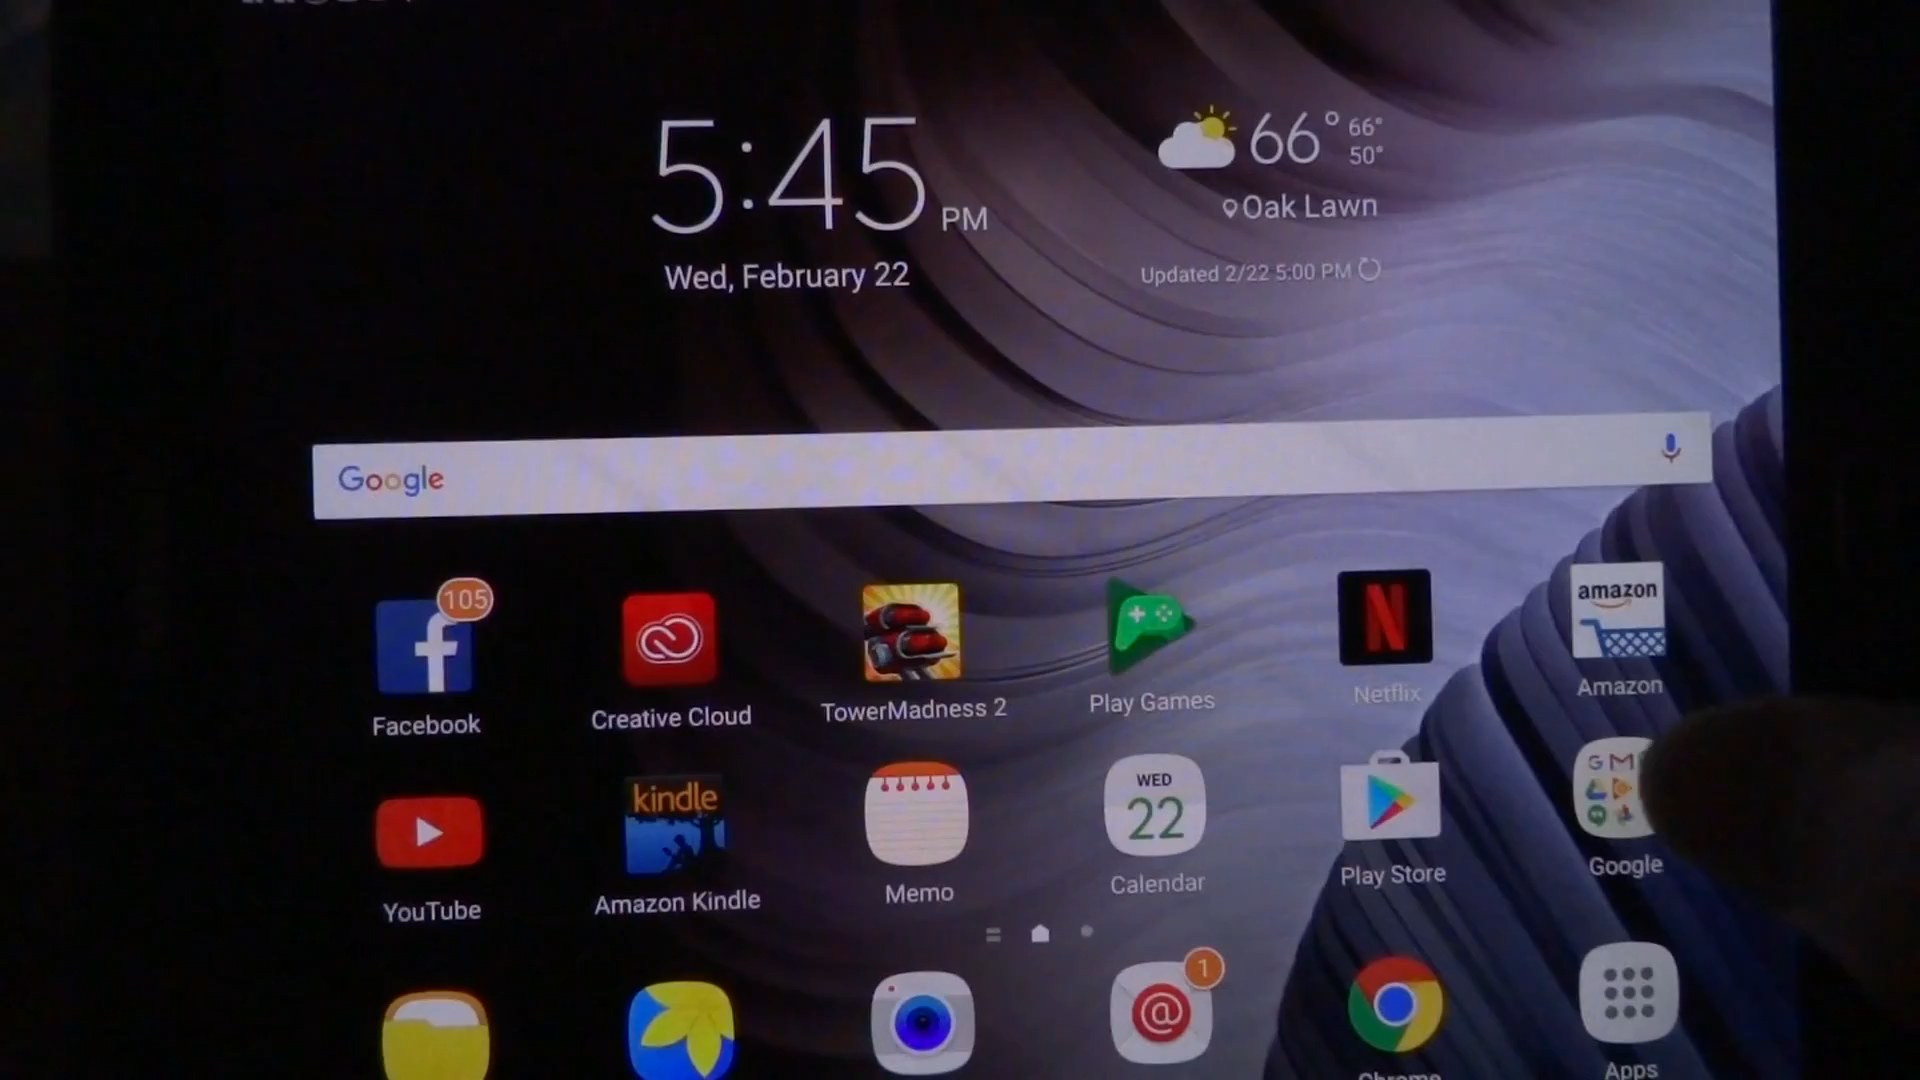 5:45 PM
Wed, February 22
66° 66°
50°
Oak Lawn
Updated 2/22 5:00 PM
Google
105
amazon
N
Facebook
Creative Cloud
TowerMadness 2
Play Games
Netflix
Amazon
kindle
WED
22
G M
YouTube
Amazon Kindle
Memo
Calendar
Play Store
Google
1
@
Chrome
Apps